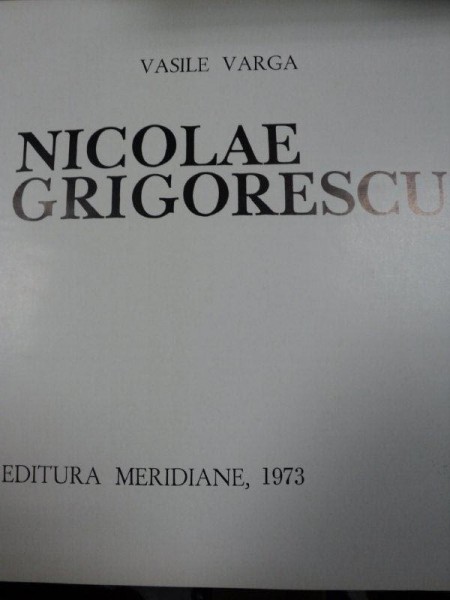 VASILE VARGA
NICOLAE
GRIGORESCU
EDITURA MERIDIANE, 1973